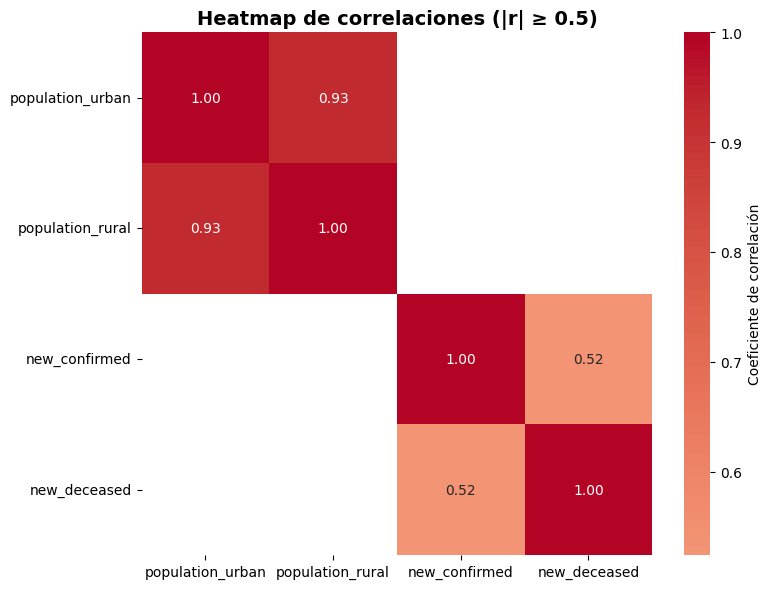 Heatmap de correlaciones (|r| ≥ 0.5)
population_urban
population_rural
new_confirmed
new_deceased
1.00 0.93
0.93 1.00
1.00 0.52
0.52 1.00
population_urban population_rural new_confirmed new_deceased
1.0
0.9
0.8
0.7
0.6
Coeficiente de correlación